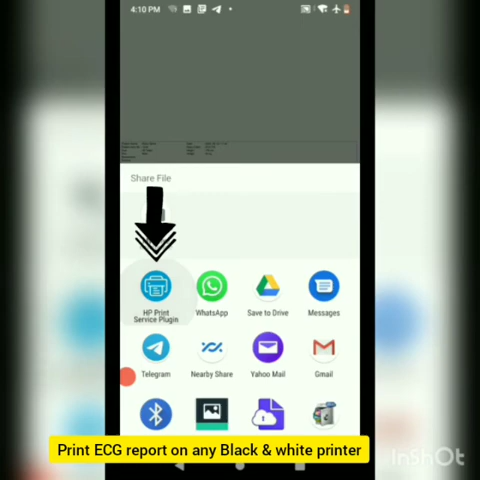 4:10 PM
Share File
HP Print
Service Plugin
WhatsApp
Save to Drive
Messages
Telegram
Nearby Share
Yahoo Mail
Gmail
Print ECG report on any Black & white printer
InShOt